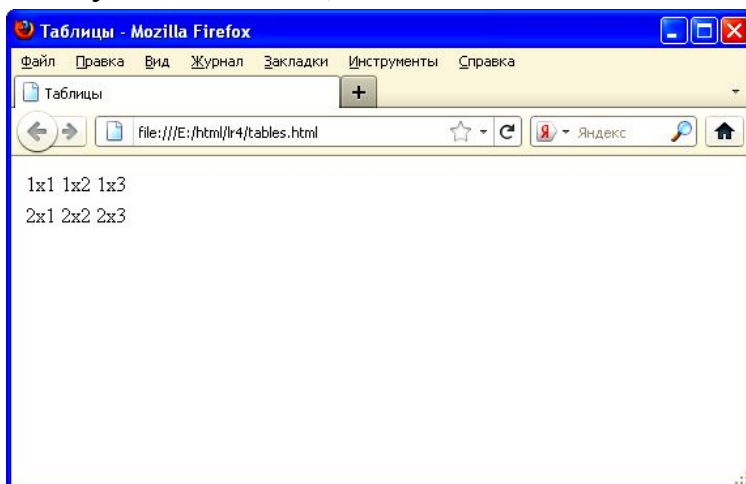 Таблицы - Mozilla Firefox
Файл Правка Вид Журнал Закладки Инструменты Справка
Таблицы
file:///E:/html/lr4/tables.html Я Яндекс
1x1 1x2 1x3
2x1 2x2 2x3